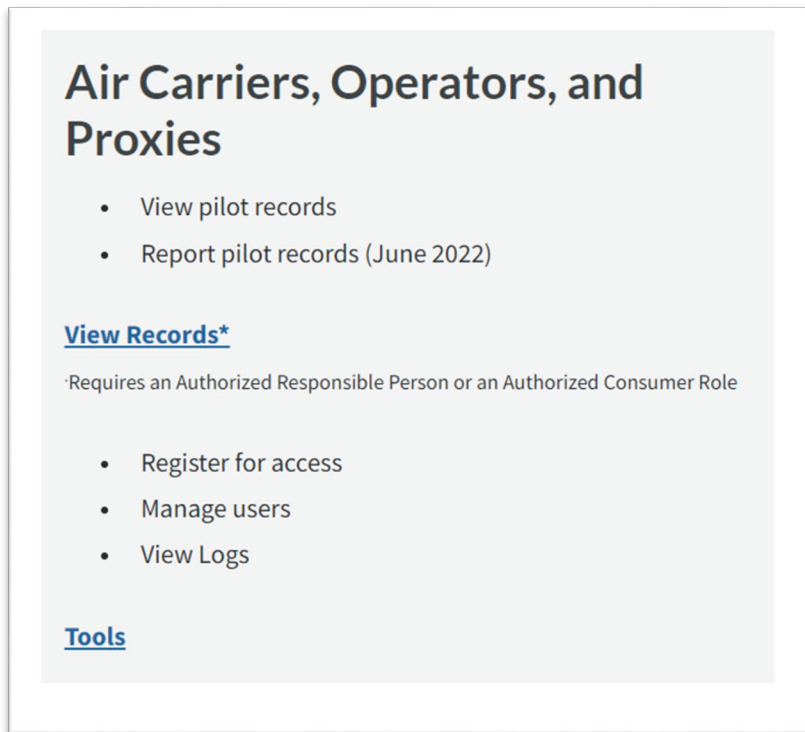 Air Carriers, Operators, and
Proxies
• View pilot records
• Report pilot records (June 2022)
View Records*
*Requires an Authorized Responsible Person or an Authorized Consumer Role
• Register for access
• Manage users
• View Logs
Tools